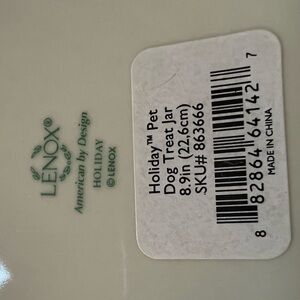 LENOX®
American by Design
HOLIDAY
© LENOX
Holiday™ Pet
Dog Treat Jar
8.9in (22.6cm)
SKU# 863666
8 82864 64142 7
MADE IN CHINA